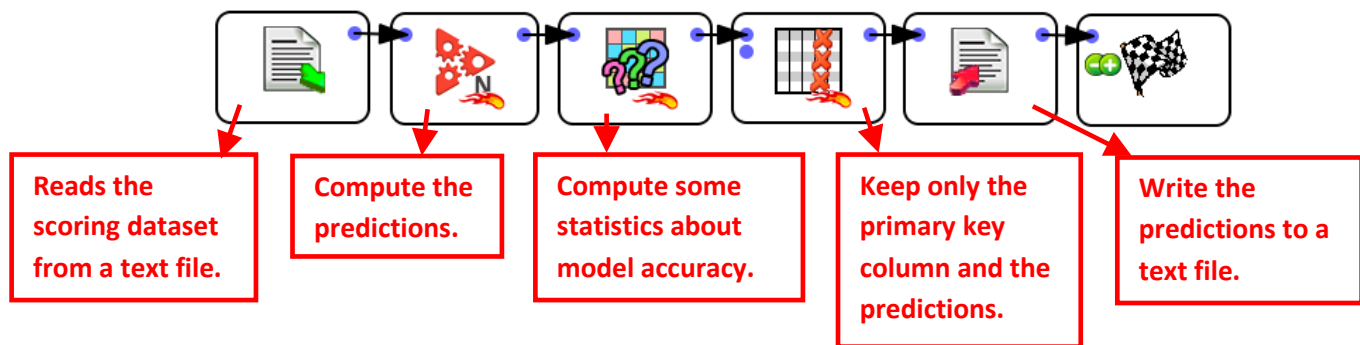 N
Reads the
scoring dataset
from a text file.
Compute the
predictions.
Compute some
statistics about
model accuracy.
Keep only the
primary key
column and the
predictions.
Write the
predictions to a
text file.